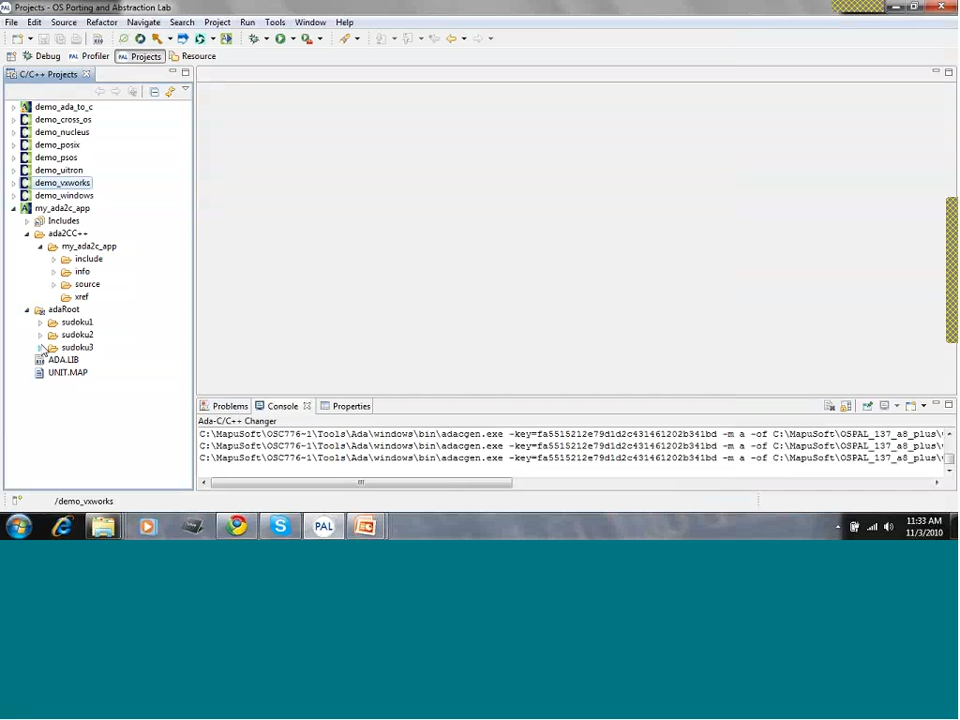 Projects - OS Porting and Abstraction Lab
File Edit Source Refactor Navigate Search Project Run Tools Window Help
Debug PAL Profiler PAL Projects Resource
C/C++ Projects
demo_ada_to_c
demo_cross_os
demo_nucleus
demo_posix
demo_psos
demo_uitron
demo_vxworks
demo_windows
my_ada2c_app
Includes
ada2CC++
my_ada2c_app
include
info
source
xref
adaRoot
sudoku1
sudoku2
sudoku3
ADA.LIB
UNIT.MAP
Problems Console Properties
Ada-C/C++ Changer
C:\MapuSoft\OSC776~1\Tools\Ada\windows\bin\adacgen.exe -key=fa5515212e79d1d2c431461202b341bd -m a -of C:\MapuSoft\OSPAL_137_a8_plus\
C:\MapuSoft\OSC776~1\Tools\Ada\windows\bin\adacgen.exe -key=fa5515212e79d1d2c431461202b341bd -m a -of C:\MapuSoft\OSPAL_137_a8_plus\
C:\MapuSoft\OSC776~1\Tools\Ada\windows\bin\adacgen.exe -key=fa5515212e79d1d2c431461202b341bd -m a -of C:\MapuSoft\OSPAL_137_a8_plus\
/demo_vxworks
PAL
11:33 AM
11/3/2010